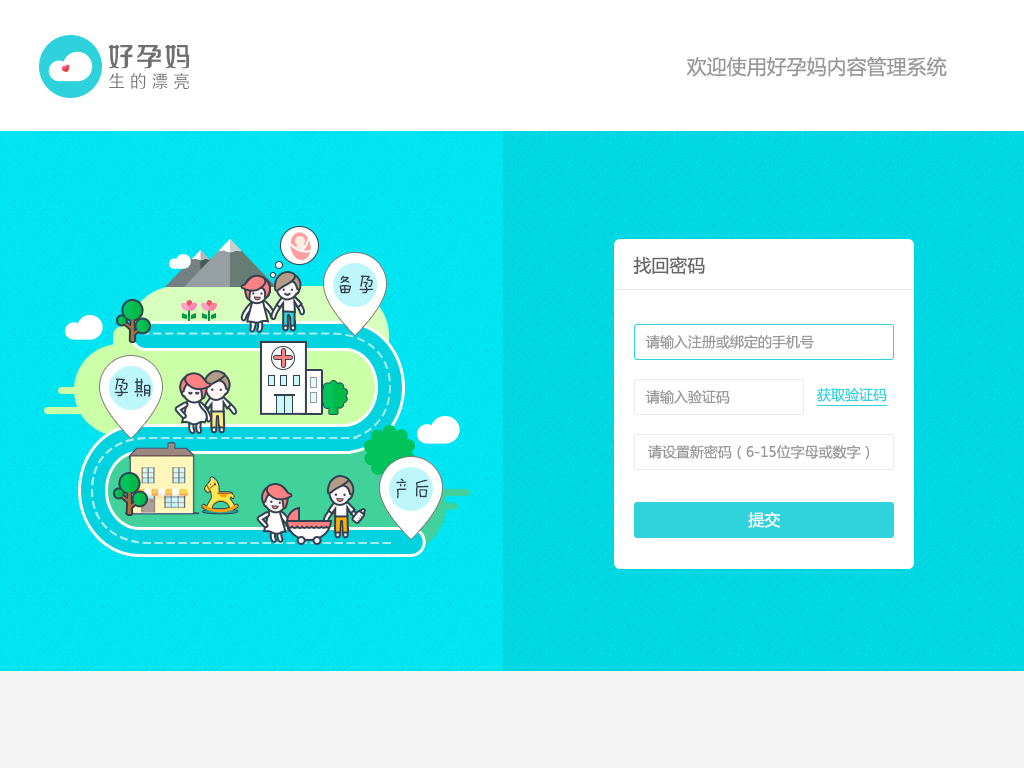 好孕妈
生的漂亮
欢迎使用好孕妈内容管理系统
备孕
孕期
产后
找回密码
请输入注册或绑定的手机号
请输入验证码
获取验证码
请设置新密码（6-15位字母或数字）
提交